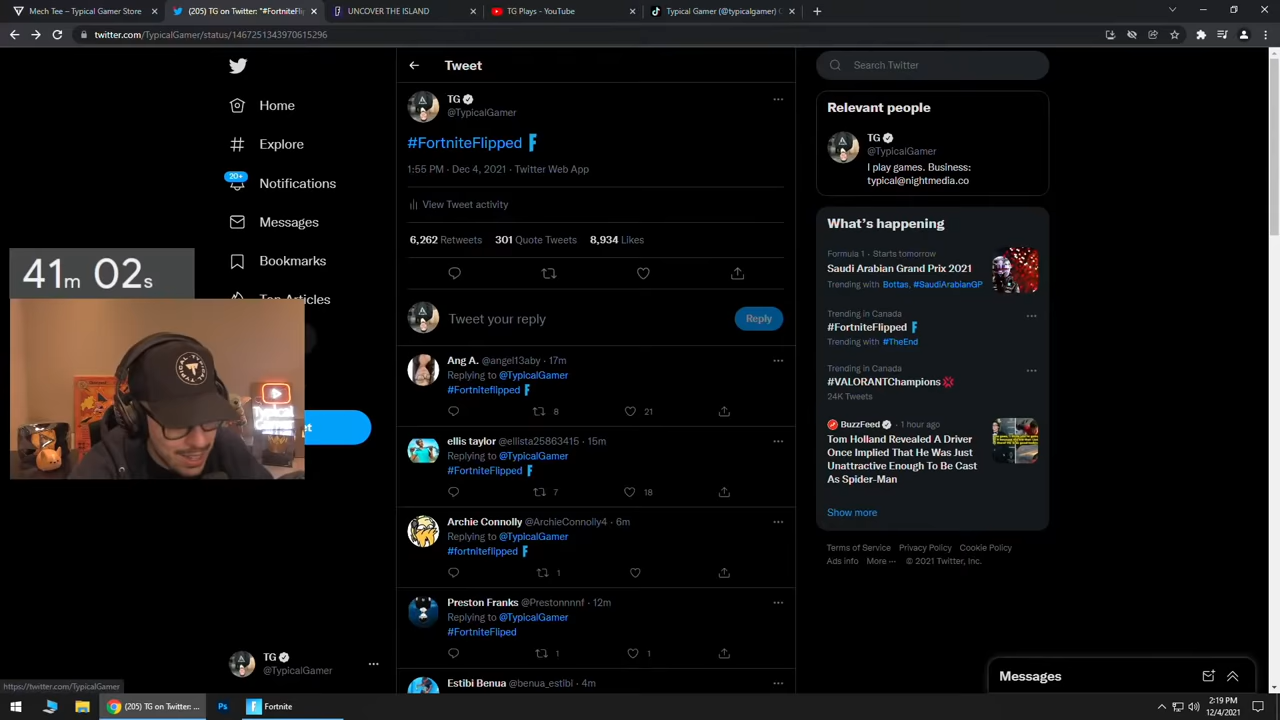 Mech Tee – Typical Gamer Store
(205) TG on Twitter: "#FortniteFli
UNCOVER THE ISLAND
TG Plays - YouTube
Typical Gamer (@typicalgamer)
twitter.com/TypicalGamer/status/1467251343970615296
Home
Explore
20+
Notifications
Messages
Bookmarks
Top Articles
41m 02s
TG
@TypicalGamer
https://twitter.com/TypicalGamer
Tweet
TG
@TypicalGamer
#FortniteFlipped
1:55 PM · Dec 4, 2021 · Twitter Web App
View Tweet activity
6,262 Retweets 301 Quote Tweets 8,934 Likes
Tweet your reply
Reply
Ang A. @angel13aby · 17m
Replying to @TypicalGamer
#Fortniteflipped
8 21
ellis taylor @ellista25863415 · 15m
Replying to @TypicalGamer
#FortniteFlipped
7 18
Archie Connolly @ArchieConnolly4 · 6m
Replying to @TypicalGamer
#fortniteflipped
1
Preston Franks @Prestonnnnf · 12m
Replying to @TypicalGamer
#FortniteFliped
1 1
Estibi Benua @benua_estibi · 4m
Search Twitter
Relevant people
TG
@TypicalGamer
I play games. Business:
typical@nightmedia.co
What's happening
Formula 1 · Starts tomorrow
Saudi Arabian Grand Prix 2021
Trending with Bottas, #SaudiArabianGP
Trending in Canada
#FortniteFlipped
Trending with #TheEnd
Trending in Canada
#VALORANTChampions
24K Tweets
BuzzFeed · 1 hour ago
Tom Holland Revealed A Driver
Once Implied That He Was Just
Unattractive Enough To Be Cast
As Spider-Man
Show more
Terms of Service Privacy Policy Cookie Policy
Ads info More ··· © 2021 Twitter, Inc.
Messages
(205) TG on Twitter: ...
Ps
Fortnite
2:19 PM
12/4/2021